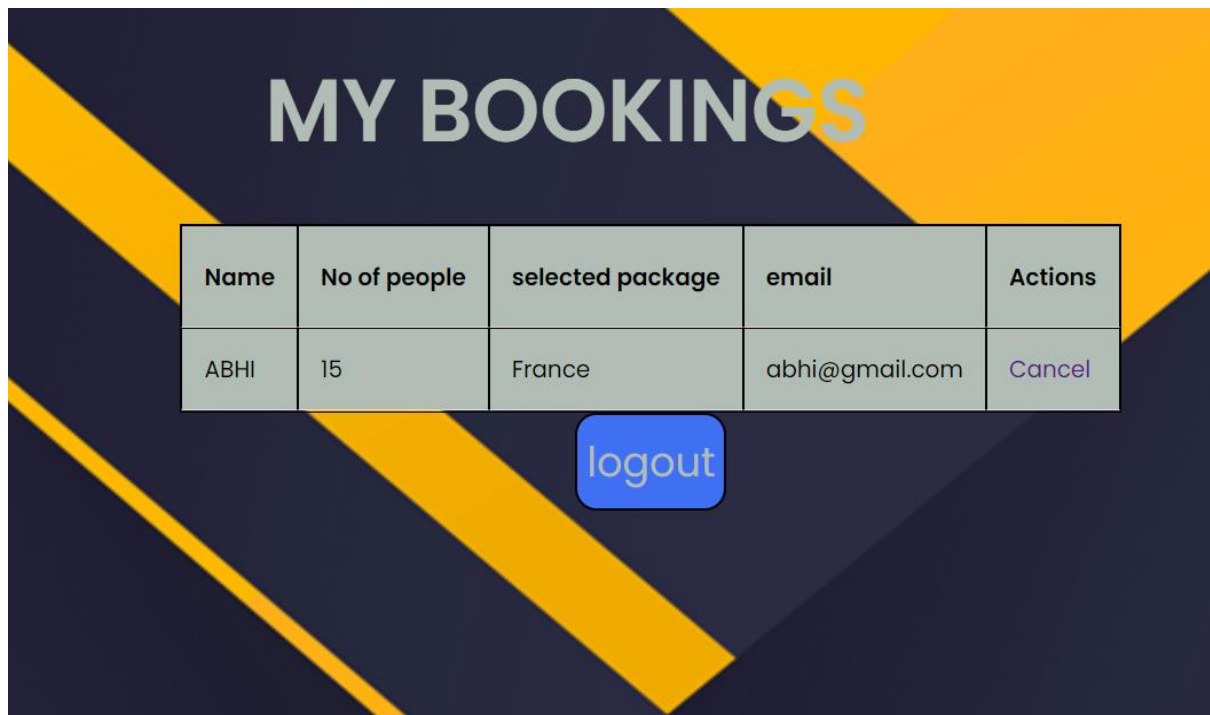 MY BOOKINGS
Name No of people selected package email Actions
ABHI 15 France abhi@gmail.com Cancel
logout